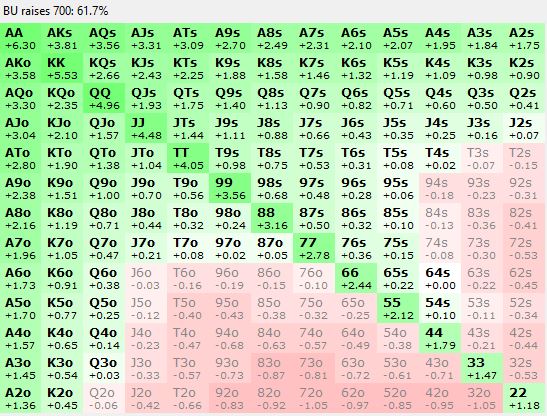 BU raises 700: 61.7%
AA AKs AQs AJs ATs A9s A8s A7s A6s A5s A4s A3s A2s
+6.30 +3.81 +3.56 +3.31 +3.09 +2.70 +2.49 +2.31 +2.10 +2.07 +1.95 +1.84 +1.75
AKo KK KQs KJs KTs K9s K8s K7s K6s K5s K4s K3s K2s
+3.58 +5.53 +2.66 +2.43 +2.25 +1.88 +1.58 +1.46 +1.32 +1.19 +1.09 +0.98 +0.90
AQo KQo QQ QJs QTs Q9s Q8s Q7s Q6s Q5s Q4s Q3s Q2s
+3.30 +2.35 +4.96 +1.93 +1.75 +1.40 +1.13 +0.90 +0.82 +0.71 +0.60 +0.50 +0.41
AJo KJo QJo JJ JTs J9s J8s J7s J6s J5s J4s J3s J2s
+3.04 +2.10 +1.57 +4.48 +1.44 +1.11 +0.88 +0.66 +0.43 +0.35 +0.25 +0.16 +0.07
ATo KTo QTo JTo TT T9s T8s T7s T6s T5s T4s T3s T2s
+2.80 +1.90 +1.38 +1.04 +4.05 +0.98 +0.75 +0.53 +0.31 +0.08 +0.02 -0.07 -0.15
A9o K9o Q9o J9o T9o 99 98s 97s 96s 95s 94s 93s 92s
+2.38 +1.51 +1.00 +0.70 +0.56 +3.56 +0.68 +0.48 +0.28 +0.06 -0.18 -0.23 -0.31
A8o K8o Q8o J8o T8o 98o 88 87s 86s 85s 84s 83s 82s
+2.16 +1.19 +0.71 +0.44 +0.32 +0.24 +3.16 +0.50 +0.32 +0.10 -0.13 -0.36 -0.41
A7o K7o Q7o J7o T7o 97o 87o 77 76s 75s 74s 73s 72s
+1.96 +1.05 +0.47 +0.21 +0.08 +0.02 +0.05 +2.78 +0.36 +0.15 -0.08 -0.30 -0.53
A6o K6o Q6o J6o T6o 96o 86o 76o 66 65s 64s 63s 62s
+1.73 +0.91 +0.38 -0.03 -0.16 -0.19 -0.15 -0.10 +2.44 +0.22 +0.00 -0.22 -0.45
A5o K5o Q5o J5o T5o 95o 85o 75o 65o 55 54s 53s 52s
+1.70 +0.77 +0.25 -0.12 -0.40 -0.43 -0.38 -0.32 -0.25 +2.12 +0.10 -0.11 -0.34
A4o K4o Q4o J4o T4o 94o 84o 74o 64o 54o 44 43s 42s
+1.57 +0.65 +0.14 -0.23 -0.47 -0.68 -0.63 -0.57 -0.49 -0.38 +1.79 -0.21 -0.44
A3o K3o Q3o J3o T3o 93o 83o 73o 63o 53o 43o 33 32s
+1.45 +0.54 +0.03 -0.33 -0.57 -0.73 -0.87 -0.81 -0.72 -0.61 -0.71 +1.47 -0.53
A2o K2o Q2o J2o T2o 92o 82o 72o 62o 52o 42o 32o 22
+1.36 +0.45 -0.06 -0.42 -0.66 -0.83 -0.92 -1.05 -0.97 -0.85 -0.95 -1.05 +1.18